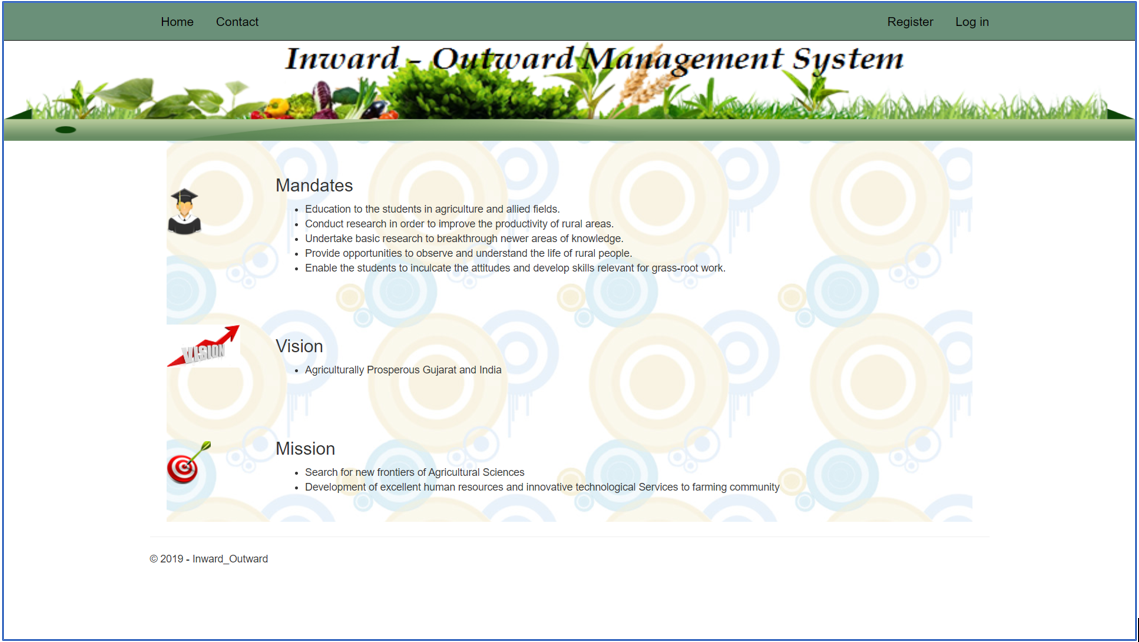 Home Contact Register Log in
Inward - Outward Management System
Mandates
• Education to the students in agriculture and allied fields.
• Conduct research in order to improve the productivity of rural areas.
• Undertake basic research to breakthrough newer areas of knowledge.
• Provide opportunities to observe and understand the life of rural people.
• Enable the students to inculcate the attitudes and develop skills relevant for grass-root work.
VISION
Vision
• Agriculturally Prosperous Gujarat and India
Mission
• Search for new frontiers of Agricultural Sciences
• Development of excellent human resources and innovative technological Services to farming community
© 2019 - Inward_Outward